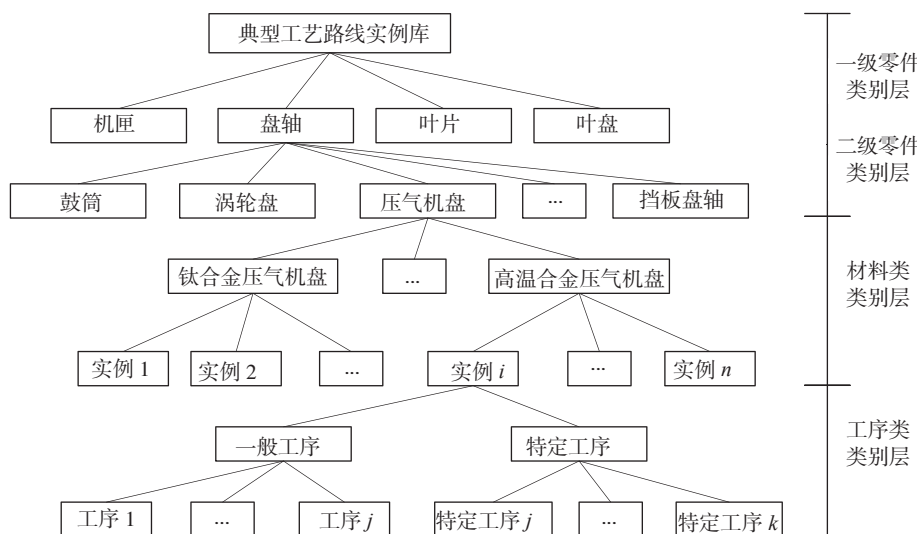 典型工艺路线实例库
一级零件
类别层
机匣
盘轴
叶片
叶盘
二级零件
类别层
鼓筒
涡轮盘
压气机盘
...
挡板盘轴
钛合金压气机盘
...
高温合金压气机盘
材料类
类别层
实例 1
实例 2
...
实例 i
...
实例 n
一般工序
特定工序
工序类
类别层
工序 1
...
工序 j
特定工序 j
...
特定工序 k